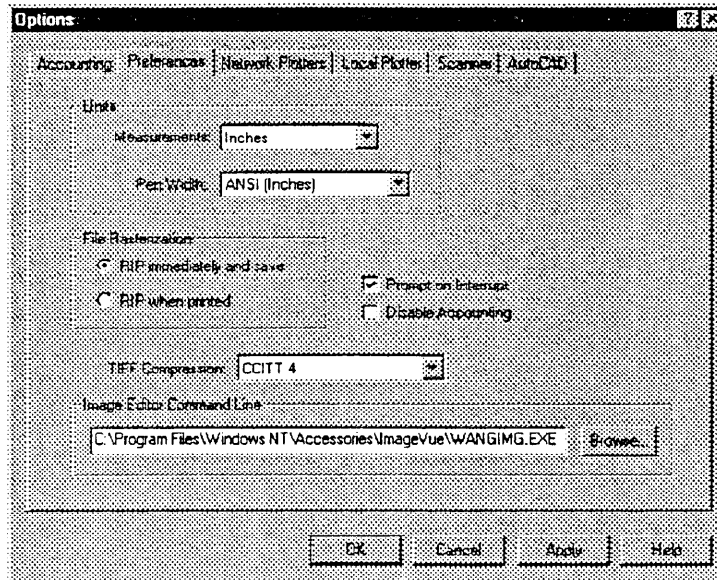 Options
Accounting Preferences Network Plotters Local Plotter Scanner AutoCAD
Units
Measurements: Inches
Pen Width: ANSI (Inches)
File Rasterization
RIP immediately and save
RIP when printed
Prompt on Interrupt
Disable Accounting
TIFF Compression: CCITT 4
Image Editor Command Line
C:\Program Files\Windows NT\Accessories\ImageVue\WANGIMG.EXE Browse...
OK Cancel Apply Help